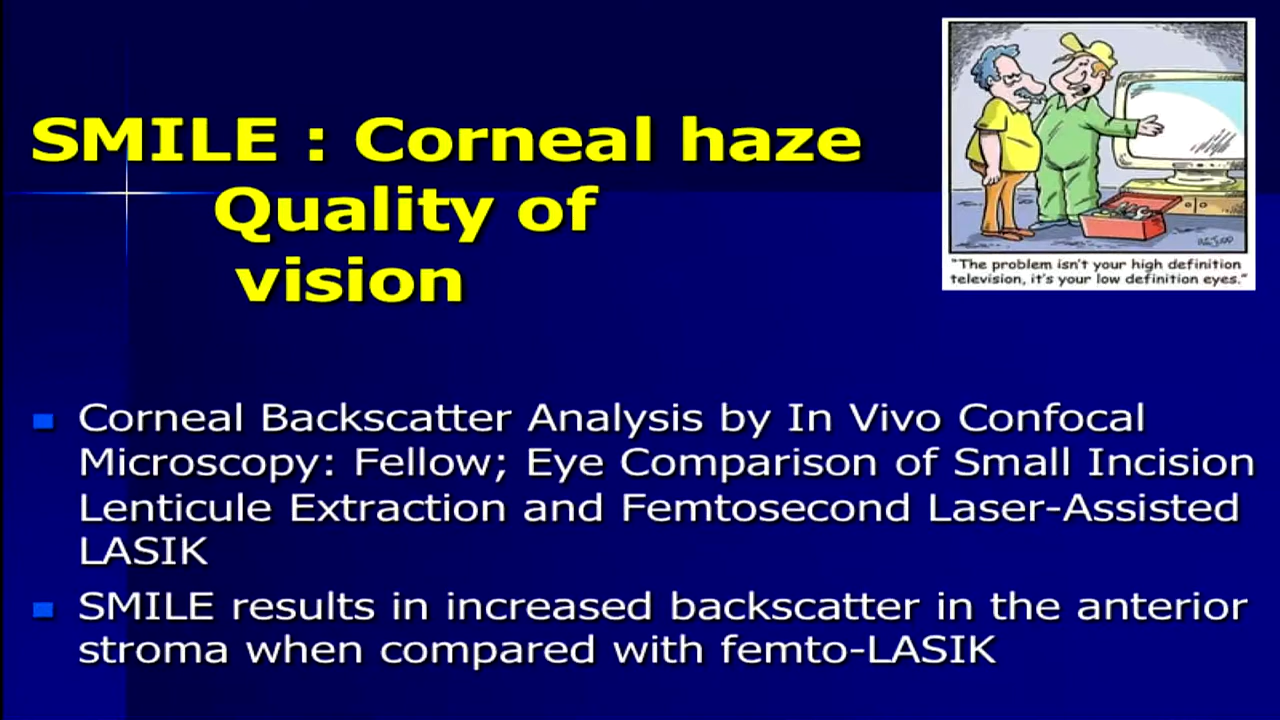 SMILE : Corneal haze
Quality of
vision
"The problem isn't your high definition
television, it's your low definition eyes."
Corneal Backscatter Analysis by In Vivo Confocal
Microscopy: Fellow; Eye Comparison of Small Incision
Lenticule Extraction and Femtosecond Laser-Assisted
LASIK
SMILE results in increased backscatter in the anterior
stroma when compared with femto-LASIK